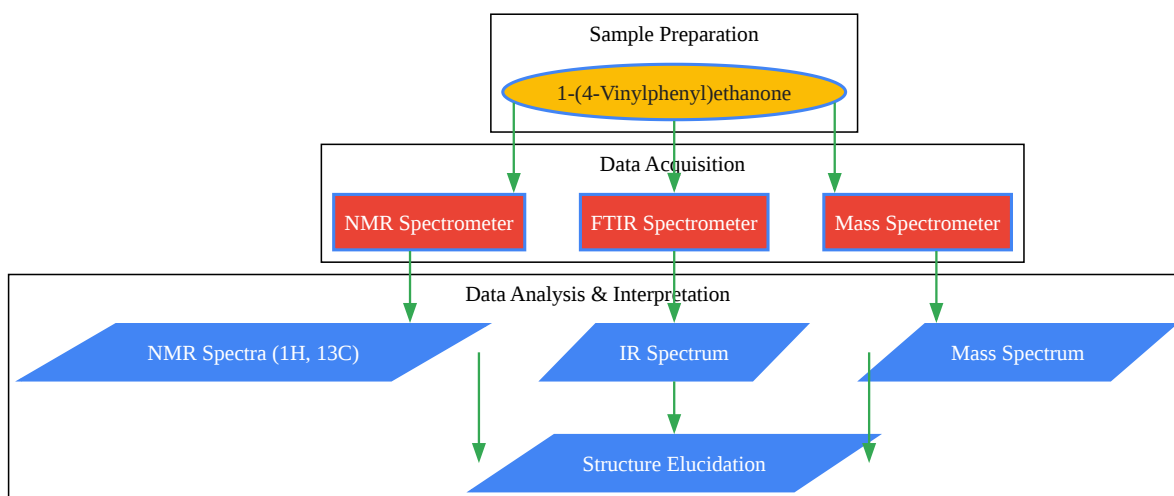 Sample Preparation
1-(4-Vinylphenyl)ethanone
Data Acquisition
NMR Spectrometer
FTIR Spectrometer
Mass Spectrometer
Data Analysis & Interpretation
NMR Spectra (1H, 13C)
IR Spectrum
Mass Spectrum
Structure Elucidation